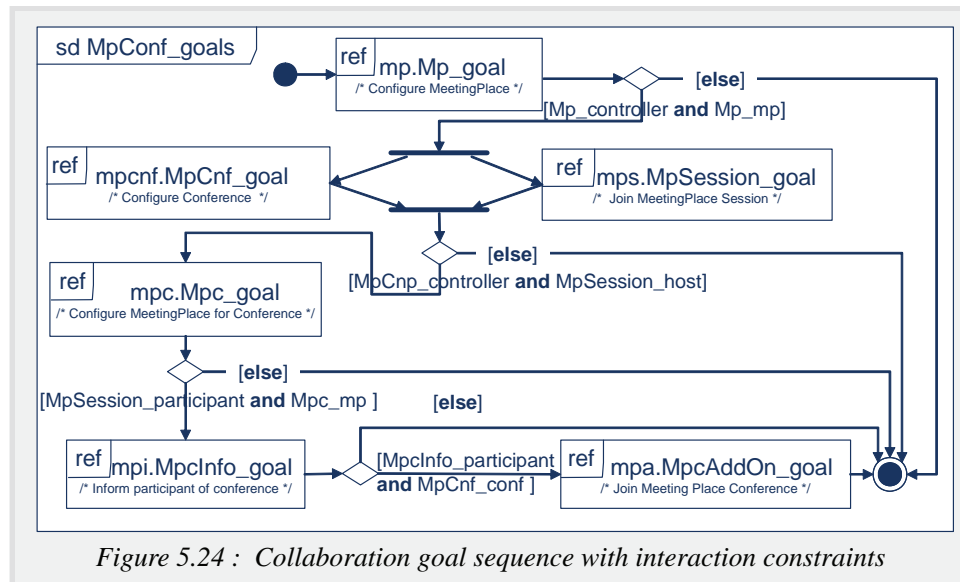 sd MpConf_goals
ref
mp.Mp_goal
/* Configure MeetingPlace */
[else]
[Mp_controller and Mp_mp]
ref
mpcnf.MpCnf_goal
/* Configure Conference */
ref
mps.MpSession_goal
/* Join MeetingPlace Session */
[else]
[MpCnp_controller and MpSession_host]
ref
mpc.Mpc_goal
/* Configure MeetingPlace for Conference */
[else]
[MpSession_participant and Mpc_mp ]
[else]
ref
mpi.MpcInfo_goal
/* Inform participant of conference */
[MpcInfo_participant
and MpCnf_conf ]
ref
mpa.MpcAddOn_goal
/* Join Meeting Place Conference */
Figure 5.24 : Collaboration goal sequence with interaction constraints